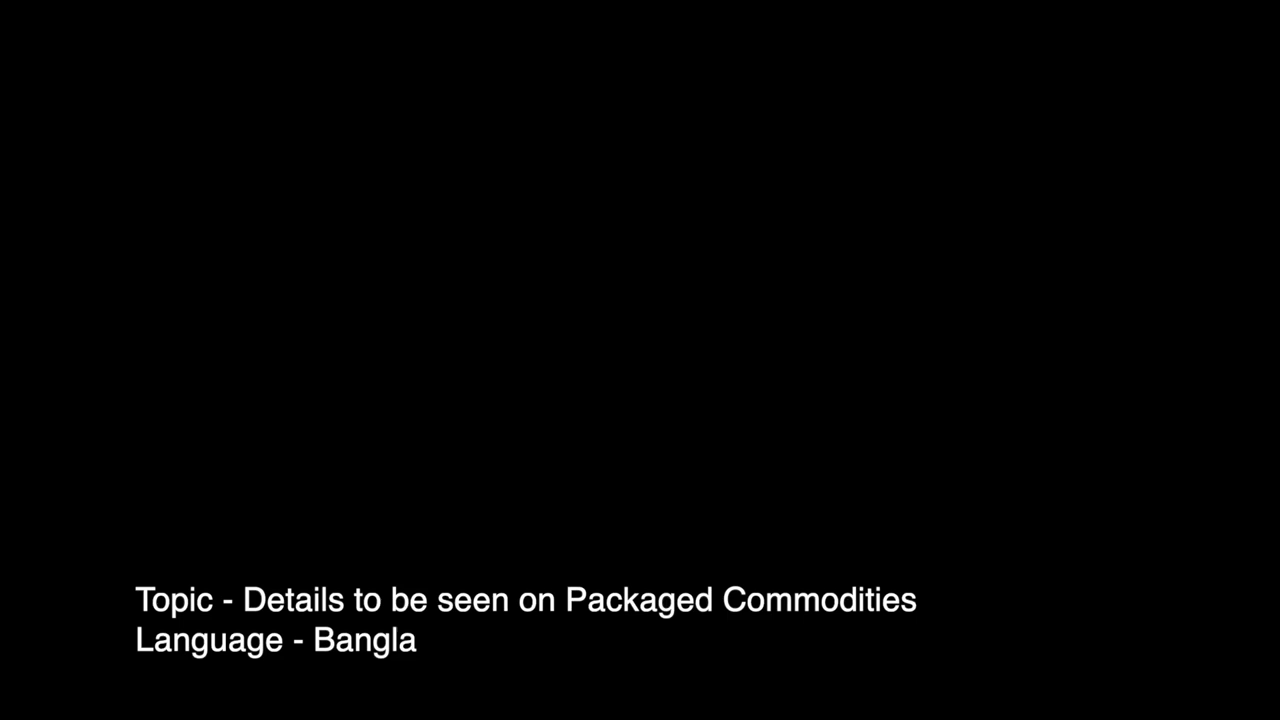 Topic - Details to be seen on Packaged Commodities
Language - Bangla